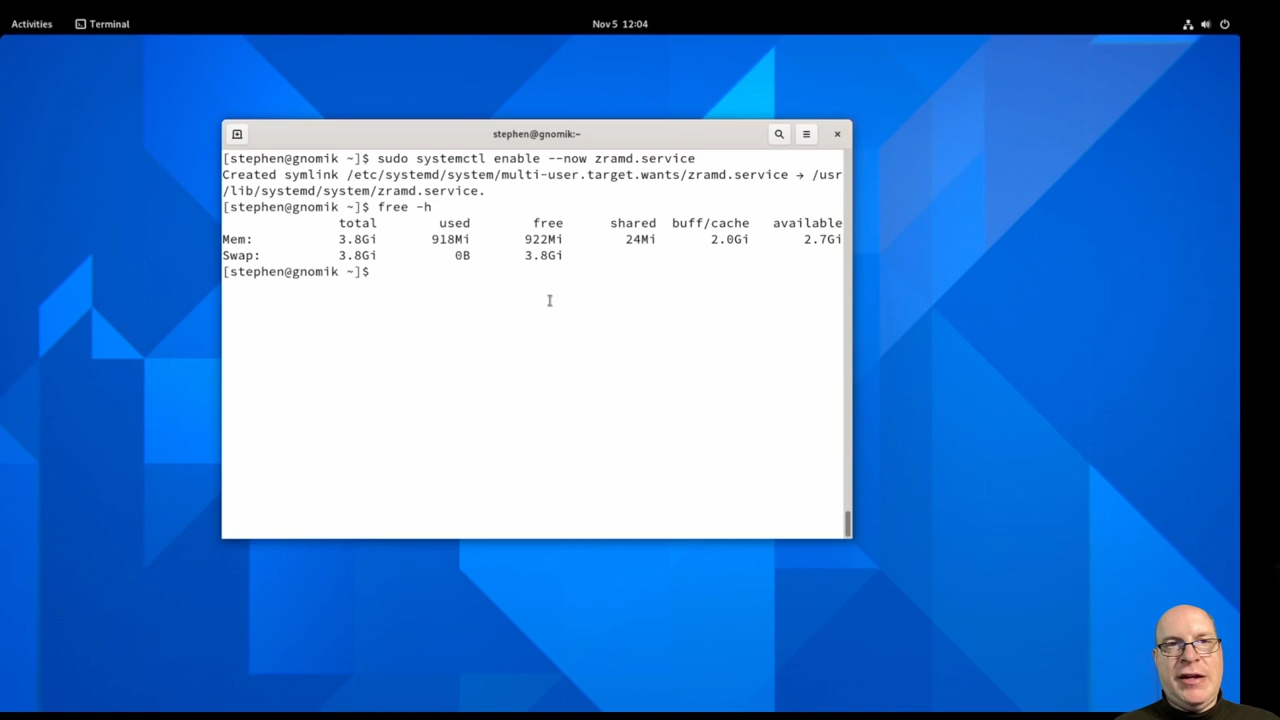 Activities Terminal Nov 5 12:04
stephen@gnomik:~
[stephen@gnomik ~]$ sudo systemctl enable --now zramd.service
Created symlink /etc/systemd/system/multi-user.target.wants/zramd.service → /usr
/lib/systemd/system/zramd.service.
[stephen@gnomik ~]$ free -h
total used free shared buff/cache available
Mem: 3.8Gi 918Mi 922Mi 24Mi 2.0Gi 2.7Gi
Swap: 3.8Gi 0B 3.8Gi
[stephen@gnomik ~]$